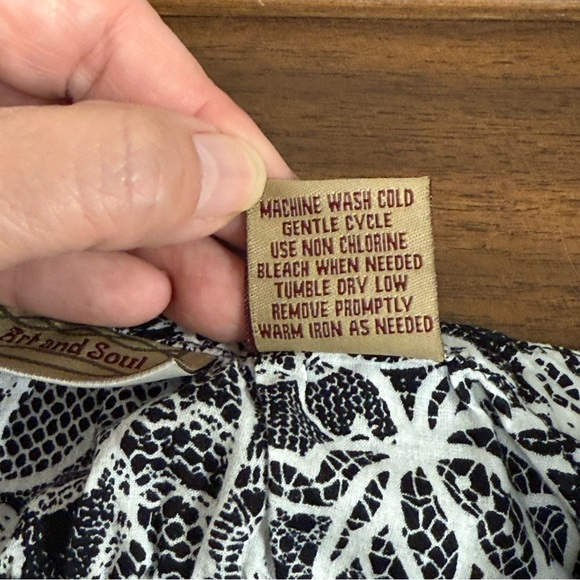 MACHINE WASH COLD
GENTLE CYCLE
USE NON CHLORINE
BLEACH WHEN NEEDED
TUMBLE DRY LOW
REMOVE PROMPTLY
WARM IRON AS NEEDED
Art and Soul